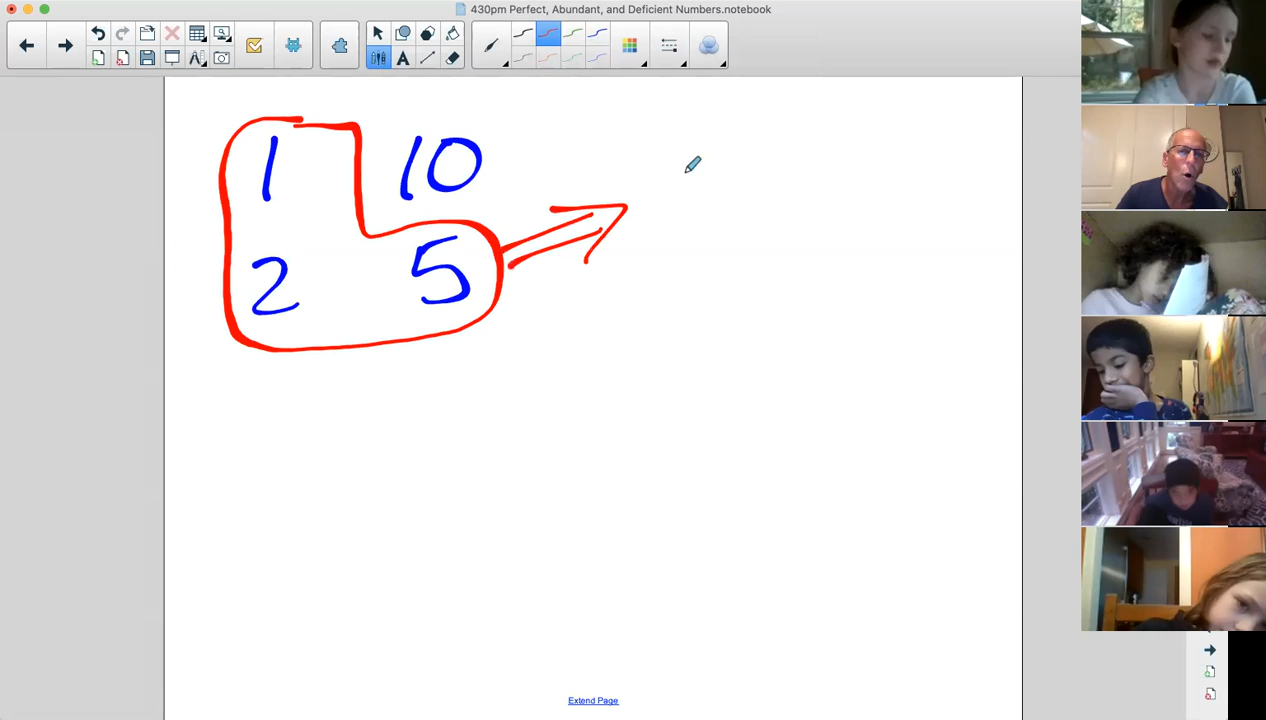 430pm Perfect, Abundant, and Deficient Numbers.notebook
A
1 10
2 5
Extend Page